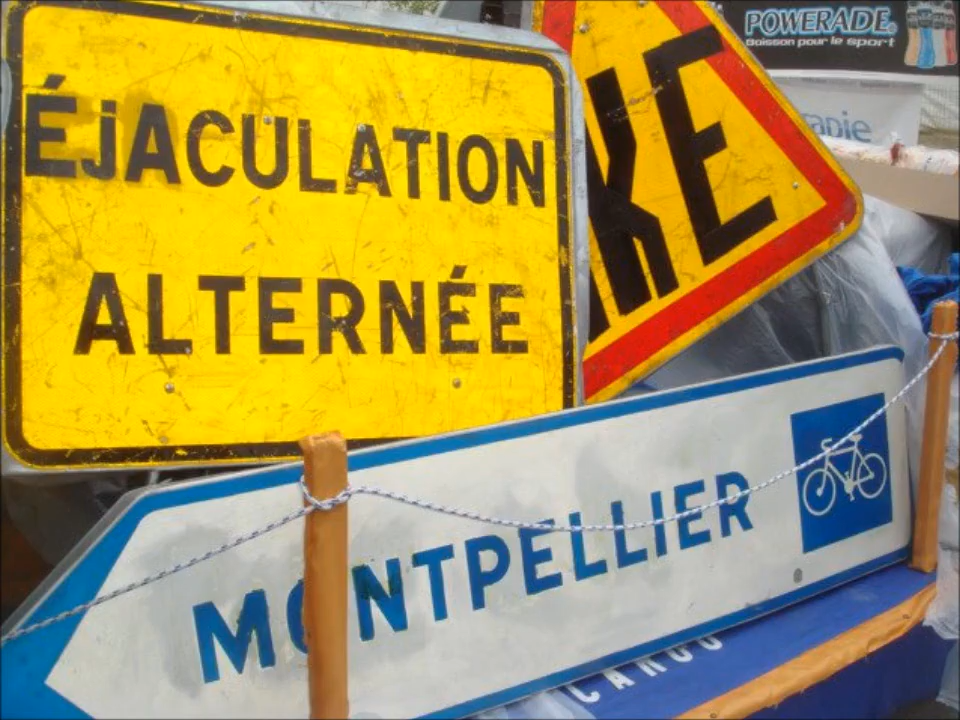 ÉjACULATION
ALTERNÉE
KE
POWERADE
Boisson pour le sport
MONTPELLIER